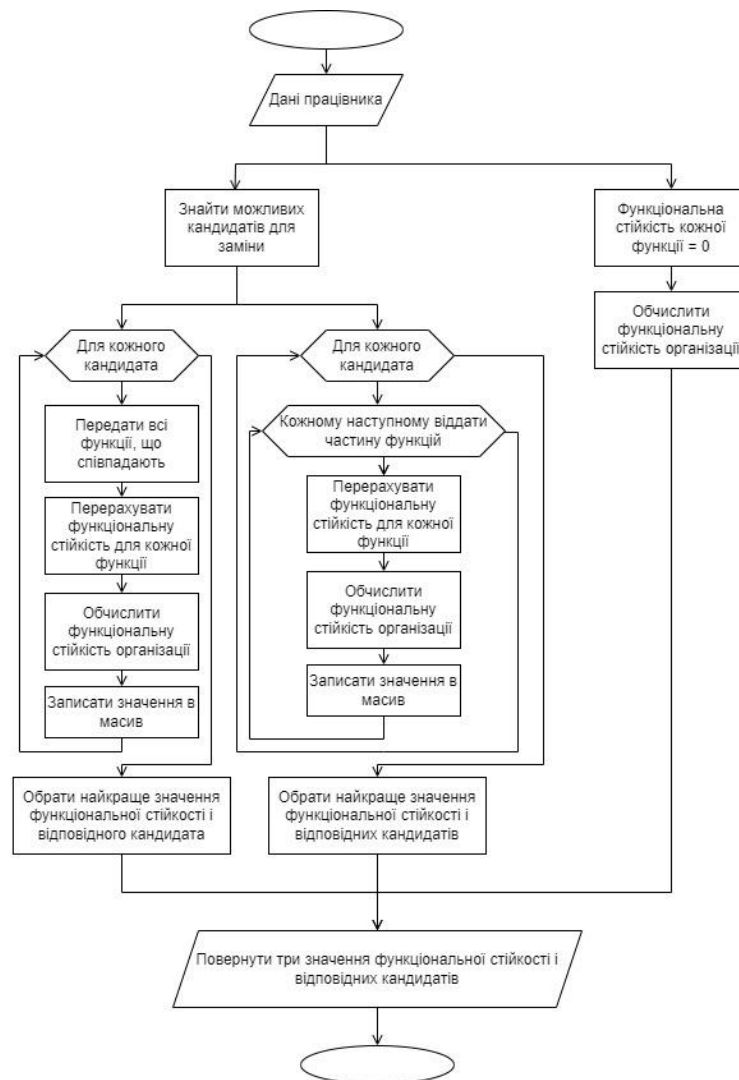 Дані працівника
Знайти можливих
кандидатів для
заміни
Функціональна
стійкість кожної
функції = 0
Обчислити
функціональну
стійкість організації
Для кожного
кандидата
Передати всі
функції, що
співпадають
Перерахувати
функціональну
стійкість для кожної
функції
Обчислити
функціональну
стійкість організації
Записати значення в
масив
Обрати найкраще значення
функціональної стійкості і
відповідного кандидата
Для кожного
кандидата
Кожному наступному віддати
частину функцій
Перерахувати
функціональну
стійкість для кожної
функції
Обчислити
функціональну
стійкість організації
Записати значення в
масив
Обрати найкраще значення
функціональної стійкості і
відповідних кандидатів
Повернути три значення функціональної стійкості і
відповідних кандидатів